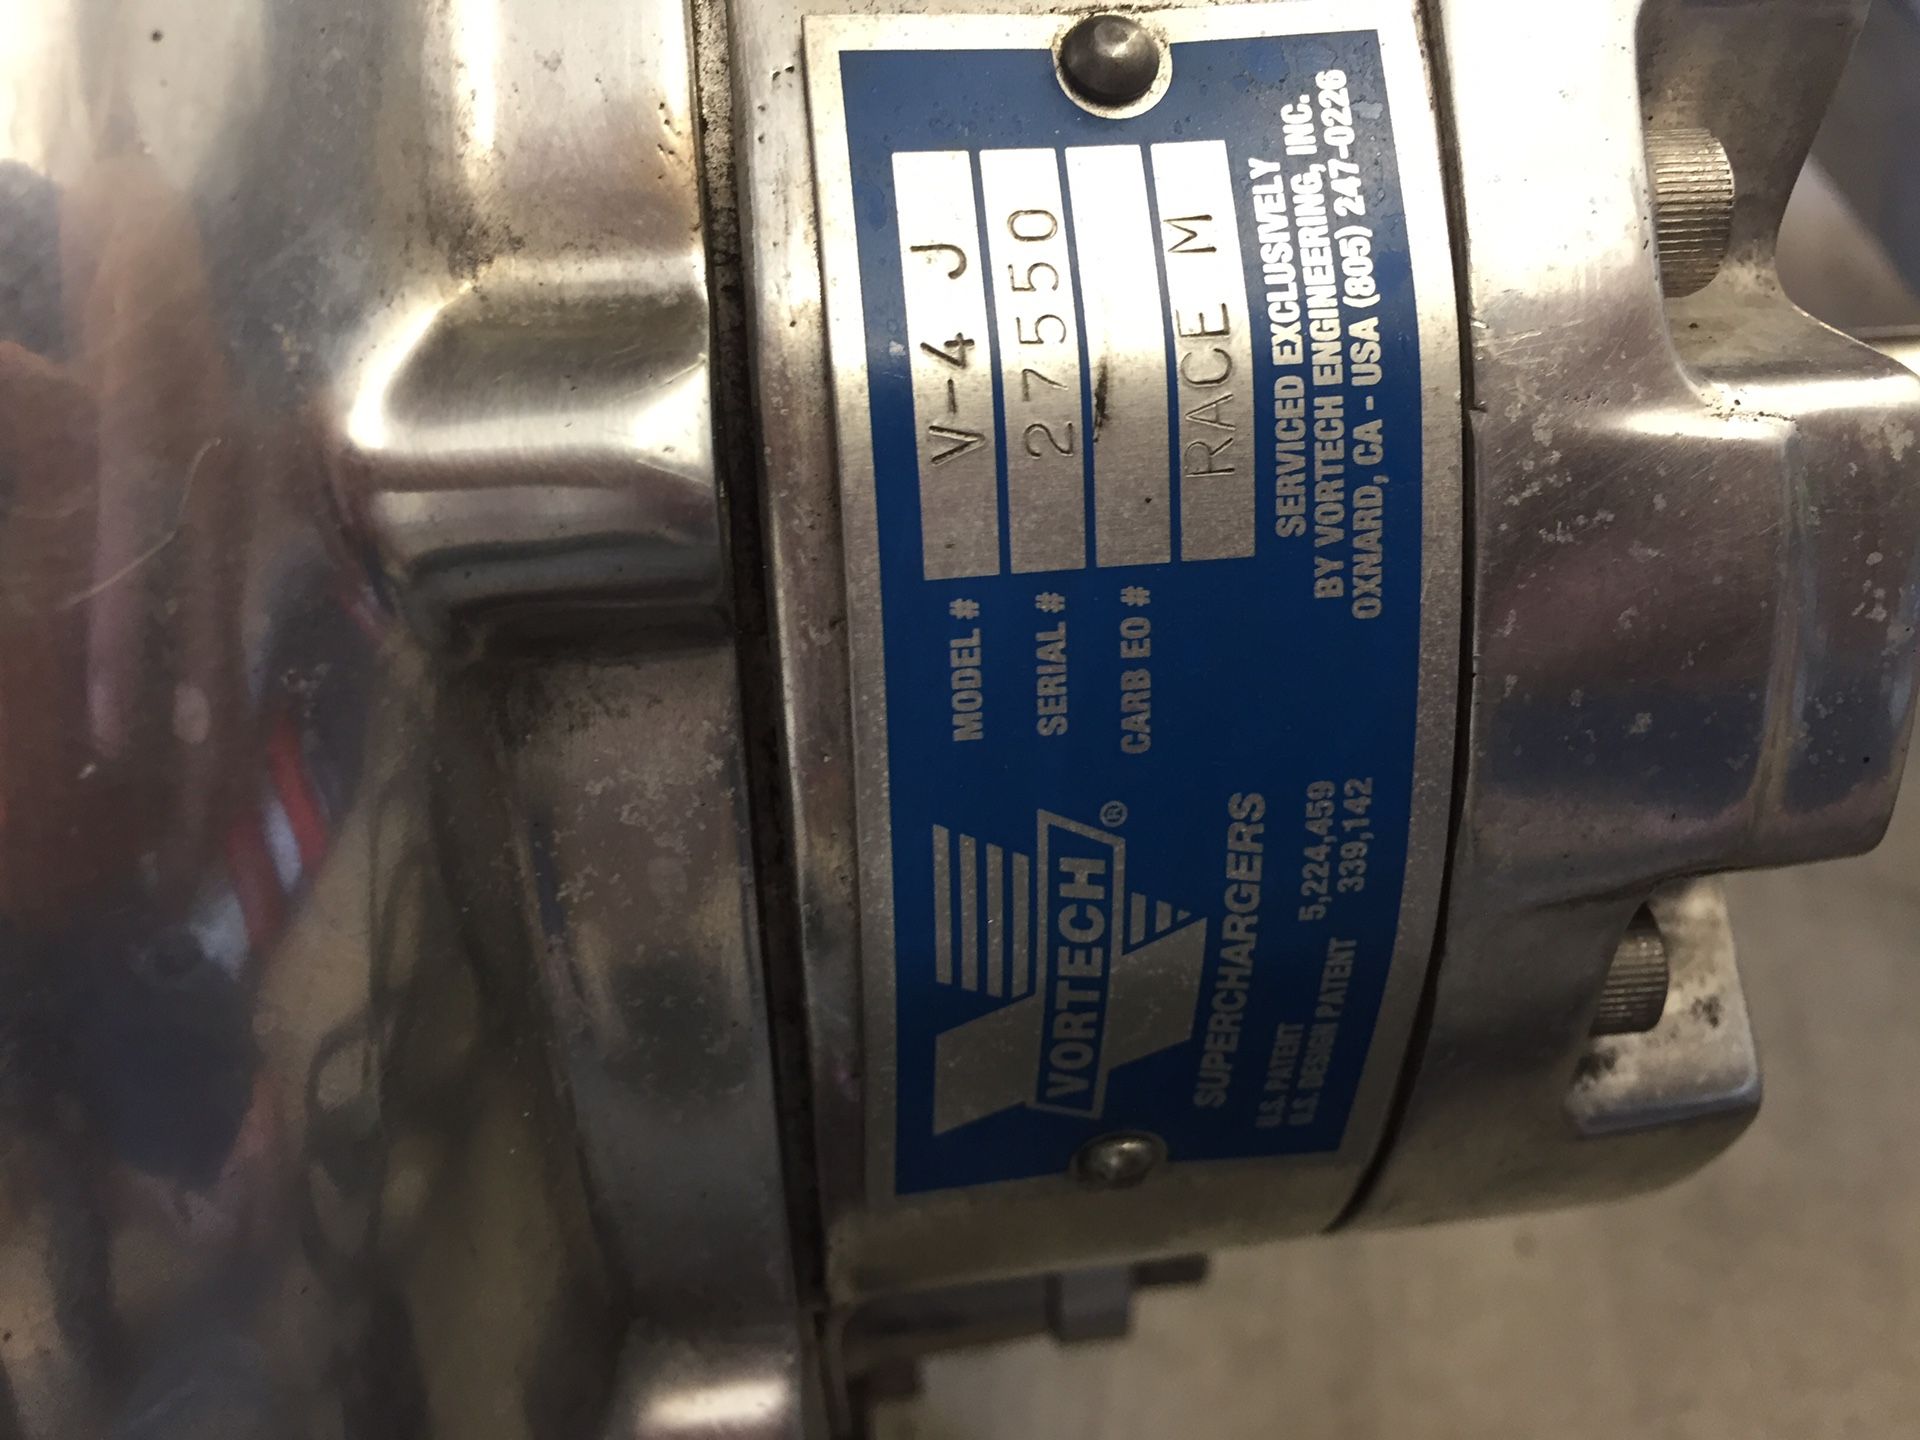 VORTECH®
SUPERCHARGERS
U.S. PATENT 5,224,459
U.S. DESIGN PATENT 339,142
MODEL # V-4 J
SERIAL # 27550
CARB EO #
RACE M
SERVICED EXCLUSIVELY
BY VORTECH ENGINEERING, INC.
OXNARD, CA - USA (805) 247-0226